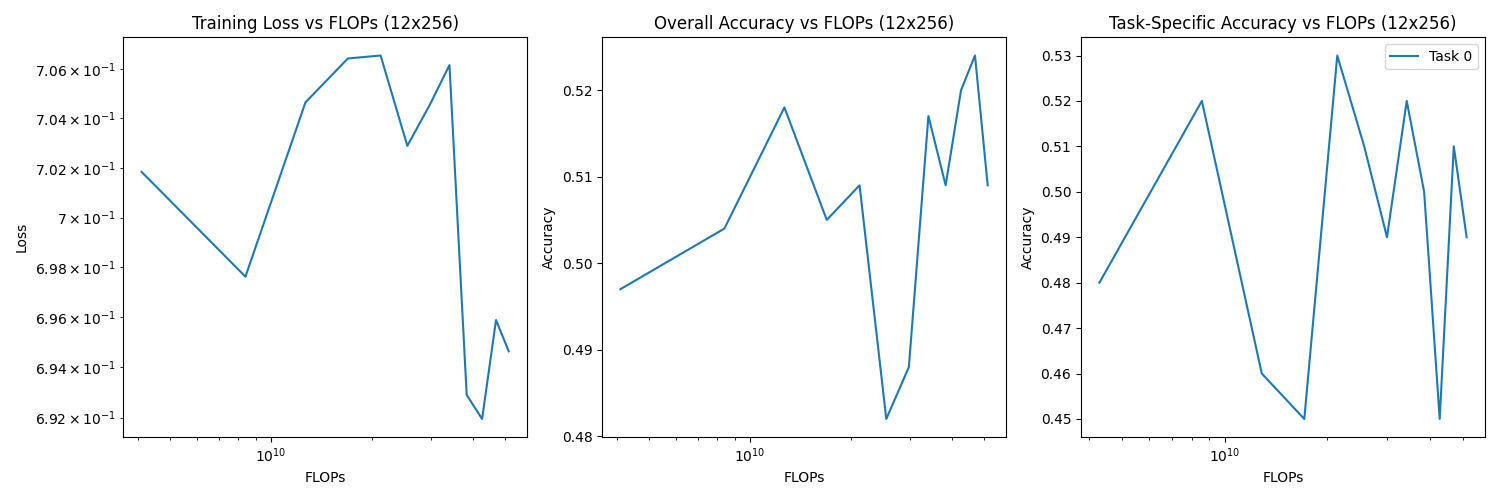 Training Loss vs FLOPs (12x256)
Loss
7.06 × 10⁻¹
7.04 × 10⁻¹
7.02 × 10⁻¹
7 × 10⁻¹
6.98 × 10⁻¹
6.96 × 10⁻¹
6.94 × 10⁻¹
6.92 × 10⁻¹
10¹⁰
FLOPs
Overall Accuracy vs FLOPs (12x256)
Accuracy
0.52
0.51
0.50
0.49
0.48
10¹⁰
FLOPs
Task-Specific Accuracy vs FLOPs (12x256)
Task 0
Accuracy
0.53
0.52
0.51
0.50
0.49
0.48
0.47
0.46
0.45
10¹⁰
FLOPs